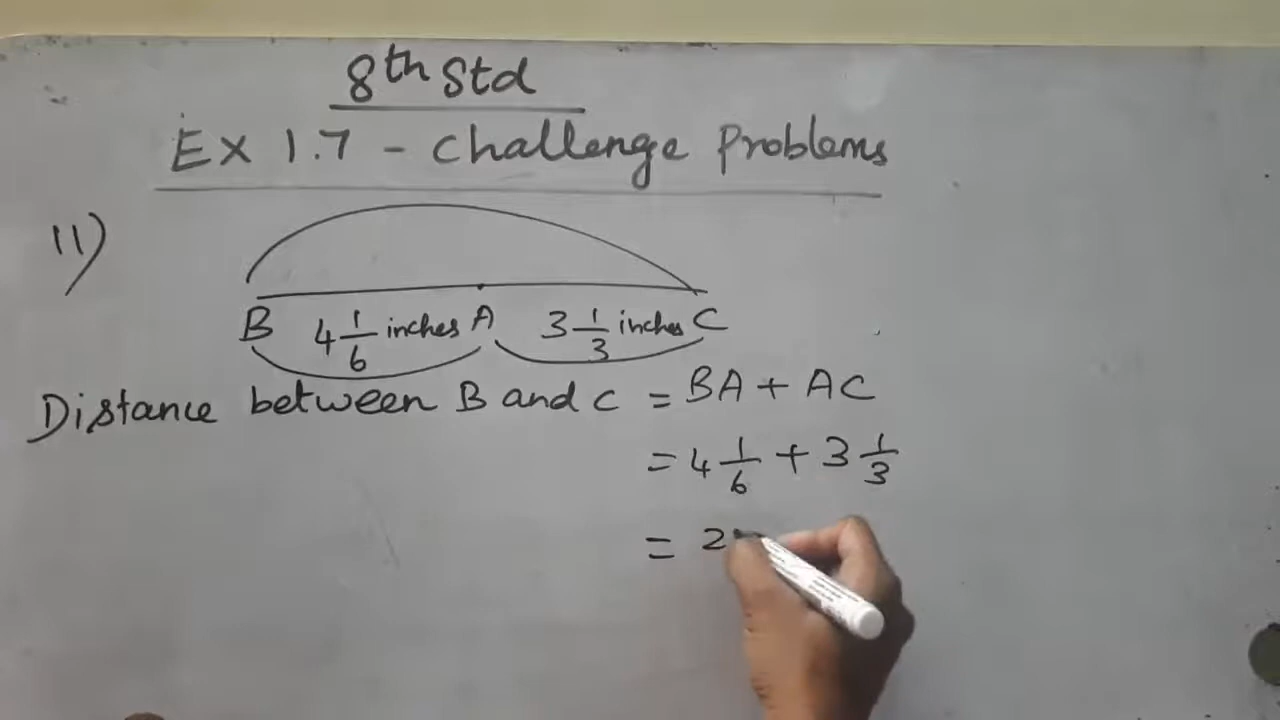 8th Std
Ex 1.7 - Challenge Problems
11)
B 4 1/6 inches A 3 1/3 inches C
Distance between B and C = BA + AC
= 4 1/6 + 3 1/3
= 2